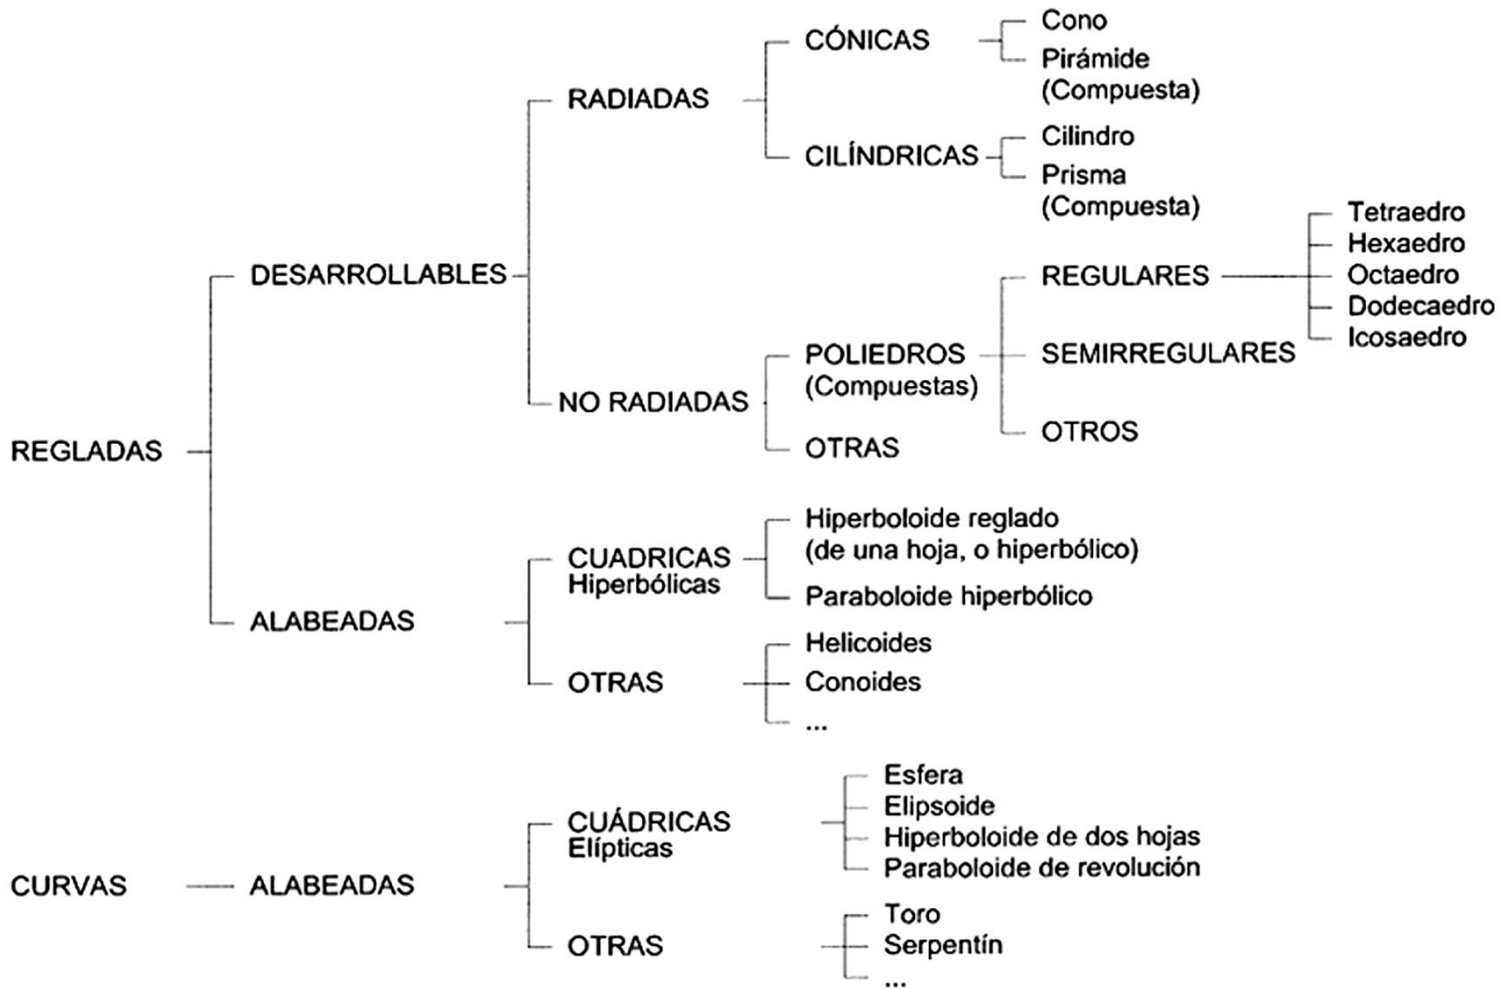 REGLADAS
DESARROLLABLES
RADIADAS
CÓNICAS
Cono
Pirámide
(Compuesta)
CILÍNDRICAS
Cilindro
Prisma
(Compuesta)
NO RADIADAS
POLIEDROS
(Compuestas)
REGULARES
Tetraedro
Hexaedro
Octaedro
Dodecaedro
Icosaedro
SEMIRREGULARES
OTROS
OTRAS
ALABEADAS
CUADRICAS
Hiperbólicas
Hiperboloide reglado
(de una hoja, o hiperbólico)
Paraboloide hiperbólico
OTRAS
Helicoides
Conoides
...
CURVAS
ALABEADAS
CUÁDRICAS
Elípticas
Esfera
Elipsoide
Hiperboloide de dos hojas
Paraboloide de revolución
OTRAS
Toro
Serpentín
...